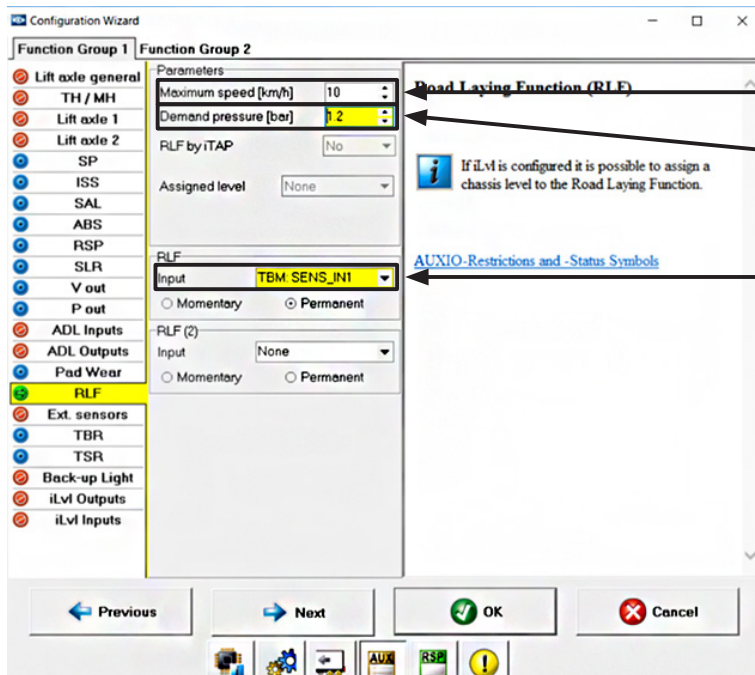 Configuration Wizard
Function Group 1
Function Group 2
Lift axle general
TH / MH
Lift axle 1
Lift axle 2
SP
ISS
SAL
ABS
RSP
SLR
V out
P out
ADL Inputs
ADL Outputs
Pad Wear
RLF
Ext. sensors
TBR
TSR
Back-up Light
iLvl Outputs
iLvl Inputs
Parameters
Maximum speed [km/h] 10
Demand pressure [bar] 1.2
RLF by iTAP No
Assigned level None
RLF
Input TBM: SENS_IN1
Momentary Permanent
RLF (2)
Input None
Momentary Permanent
Road Laying Function (RLF)
If iLvl is configured it is possible to assign a
chassis level to the Road Laying Function.
AUXIO-Restrictions and -Status Symbols
Previous
Next
OK
Cancel
AUX
RSP